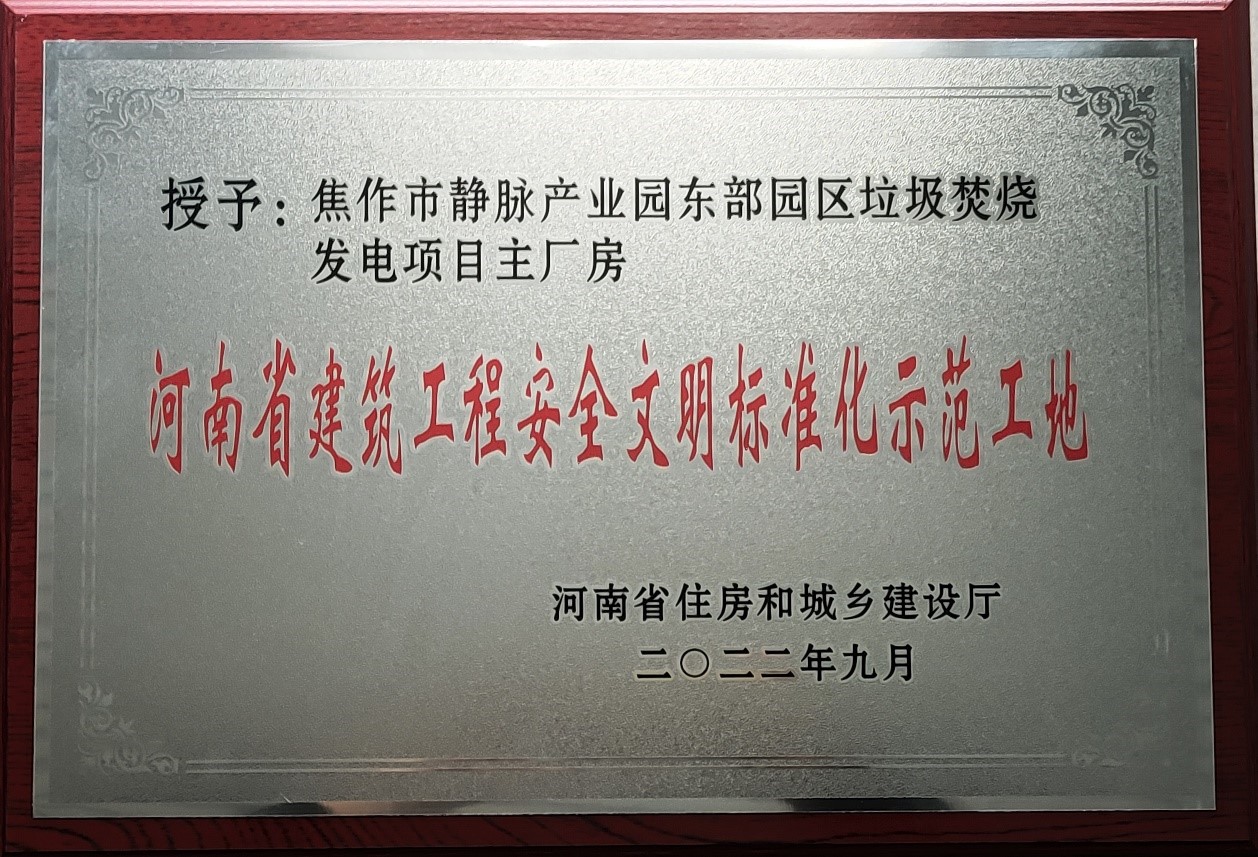 授予：焦作市静脉产业园东部园区垃圾焚烧
发电项目主厂房
河南省建筑工程安全文明标准化示范工地
河南省住房和城乡建设厅
二〇二二年九月